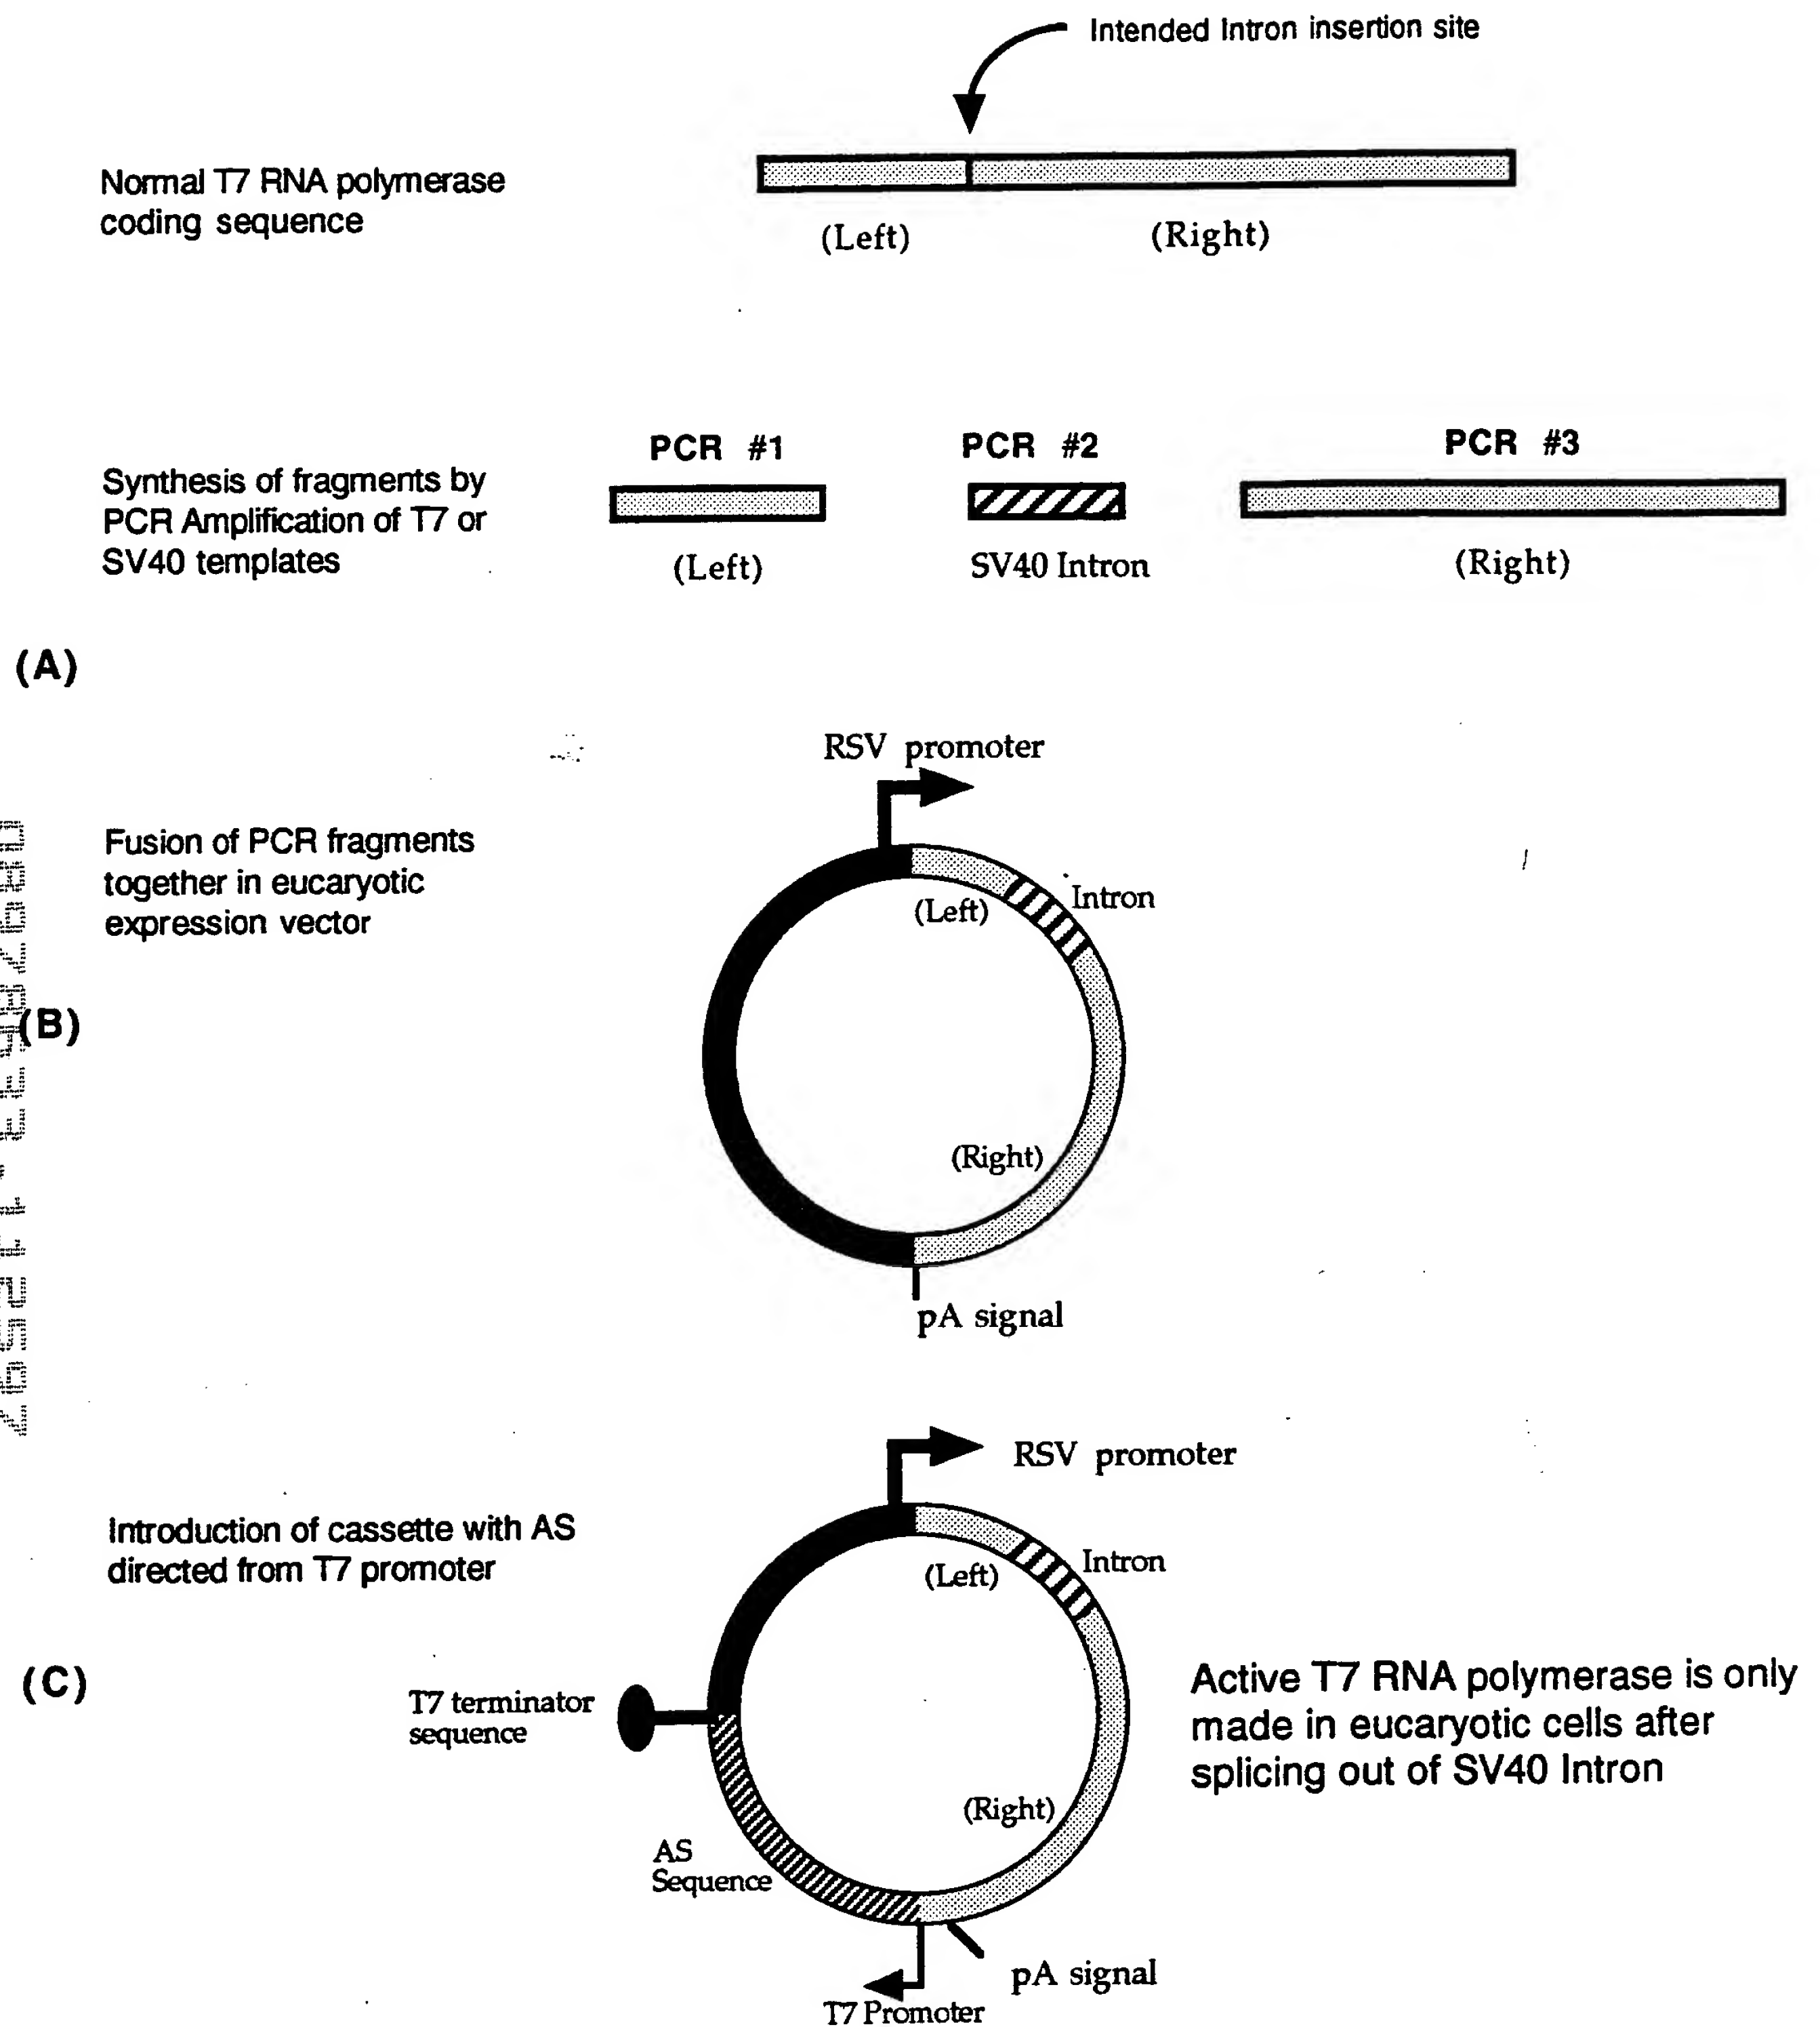 Intended Intron insertion site
Normal T7 RNA polymerase
coding sequence
(Left)
(Right)
PCR #1
PCR #2
PCR #3
Synthesis of fragments by
PCR Amplification of T7 or
SV40 templates
(Left)
SV40 Intron
(Right)
(A)
RSV promoter
Fusion of PCR fragments
together in eucaryotic
expression vector
(Left)
Intron
(B)
(Right)
pA signal
RSV promoter
Introduction of cassette with AS
directed from T7 promoter
(Left)
Intron
(C)
T7 terminator
sequence
Active T7 RNA polymerase is only
made in eucaryotic cells after
splicing out of SV40 Intron
(Right)
AS
Sequence
pA signal
T7 Promoter